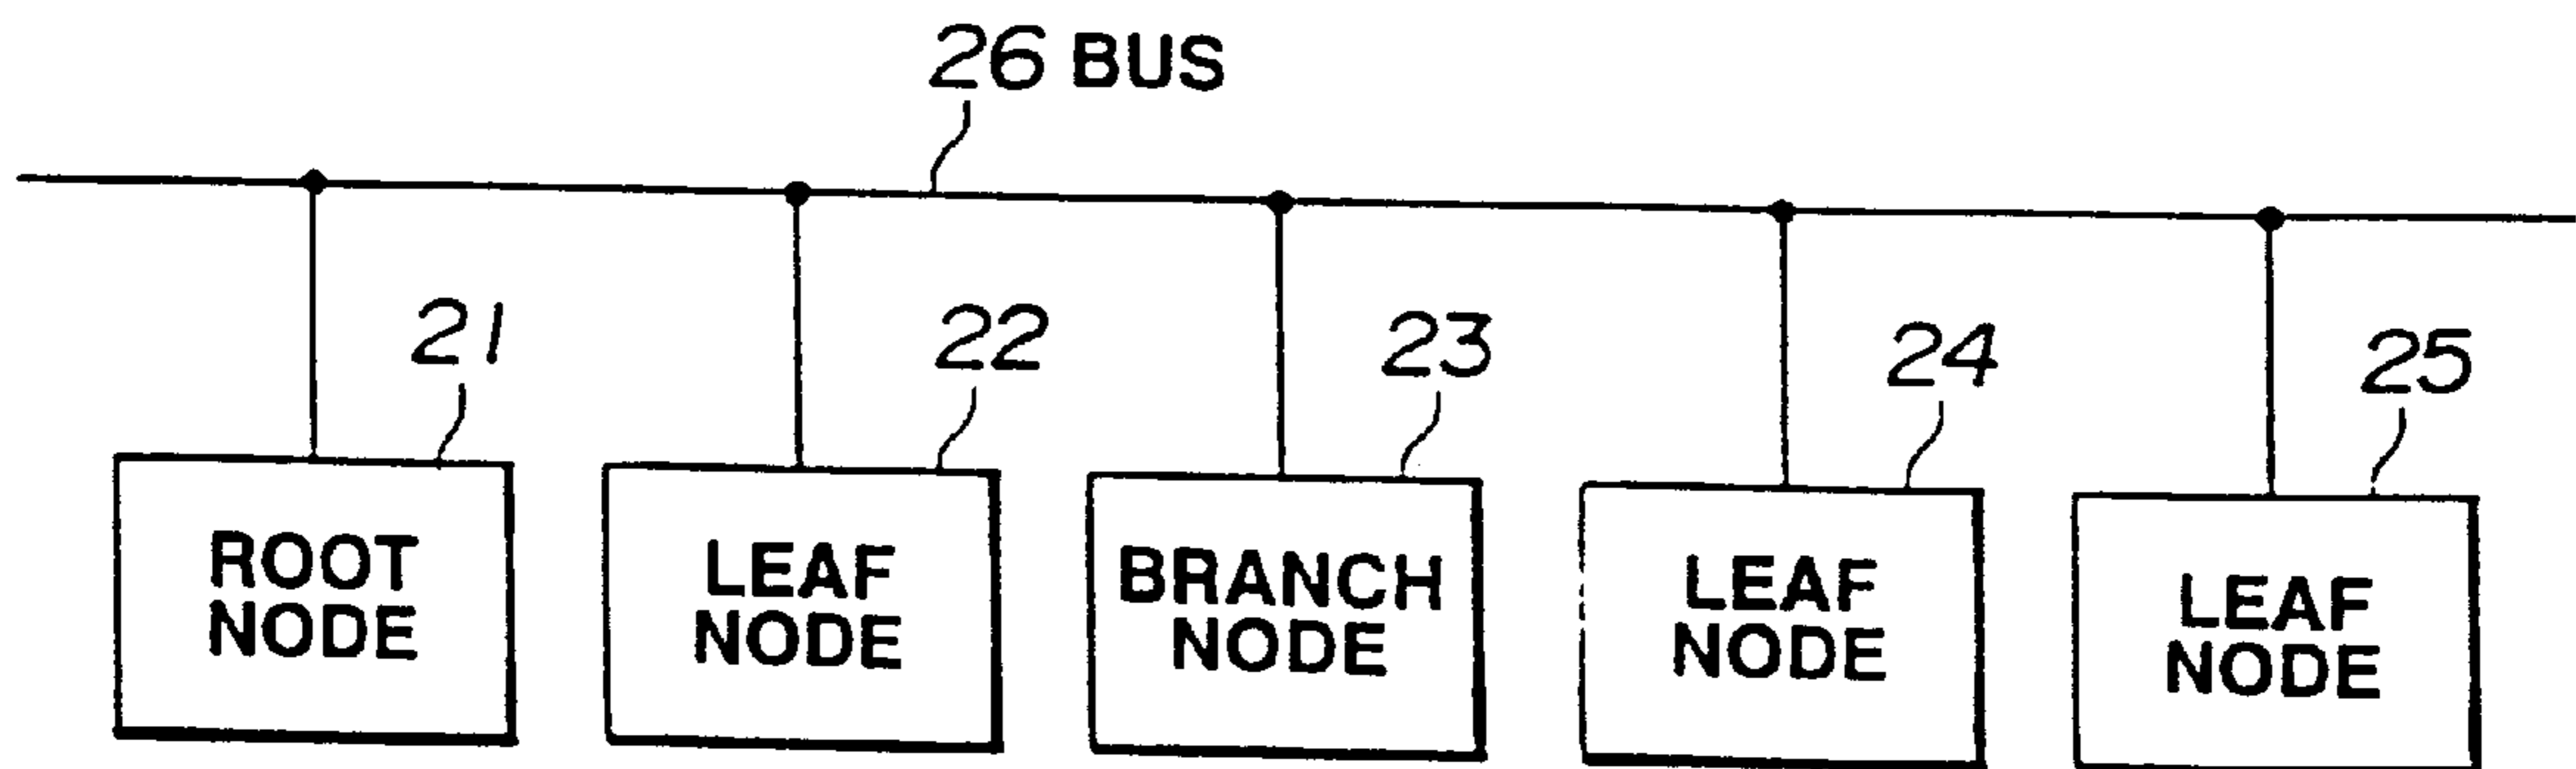 26 BUS
21
22
23
24
25
ROOT
NODE
LEAF
NODE
BRANCH
NODE
LEAF
NODE
LEAF
NODE